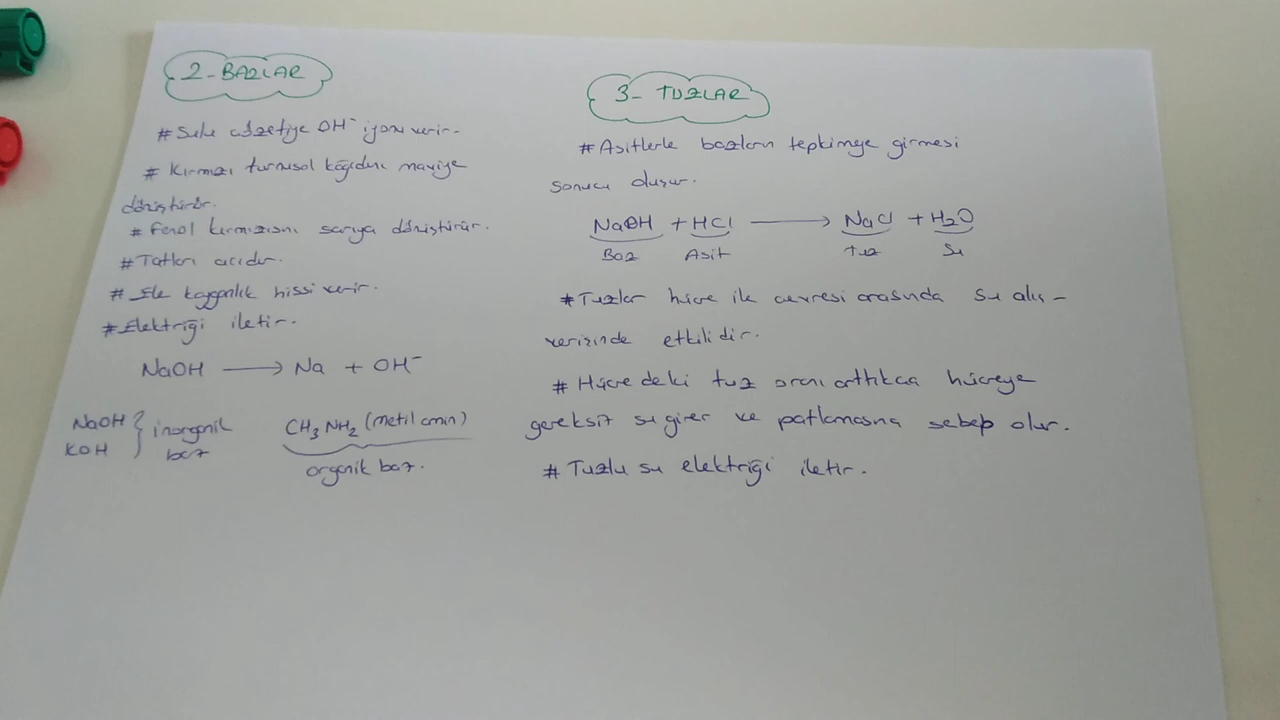 2- BAZLAR
# Sulu çözeltiye OH⁻ iyonu verir.
# Kırmızı turnusol kağıdını maviye
dönüştürür.
# Fenol kırmızısını sarıya dönüştürür.
# Tatları acıdır.
# Ele kayganlık hissi verir.
# Elektriği iletir.
NaOH → Na + OH⁻
NaOH } inorganik
KOH } baz
CH₃NH₂ (metil amin)
organik baz.
3- TUZLAR
# Asitlerle bazların tepkimeye girmesi
sonucu oluşur.
NaOH + HCl → NaCl + H₂O
Baz Asit Tuz Su
# Tuzlar hücre ile çevresi arasında su alış-
verişinde etkilidir.
# Hücredeki tuz oranı arttıkça hücreye
gereksiz su girer ve patlamasına sebep olur.
# Tuzlu su elektriği iletir.